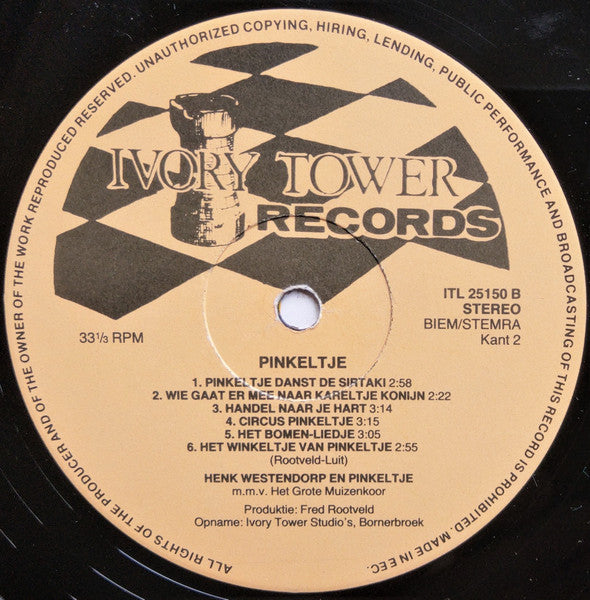 ALL RIGHTS OF THE PRODUCER AND OF THE OWNER OF THE WORK REPRODUCED RESERVED. UNAUTHORIZED COPYING, HIRING, LENDING, PUBLIC PERFORMANCE AND BROADCASTING OF THIS RECORD IS PROHIBITED. MADE IN EEC.
IVORY TOWER
RECORDS
33 1/3 RPM
ITL 25150 B
STEREO
BIEM/STEMRA
Kant 2
PINKELTJE
1. PINKELTJE DANST DE SIRTAKI 2:58
2. WIE GAAT ER MEE NAAR KARELTJE KONIJN 2:22
3. HANDEL NAAR JE HART 3:14
4. CIRCUS PINKELTJE 3:15
5. HET BOMEN-LIEDJE 3:05
6. HET WINKELTJE VAN PINKELTJE 2:55
(Rootveld-Luit)
HENK WESTENDORP EN PINKELTJE
m.m.v. Het Grote Muizenkoor
Produktie: Fred Rootveld
Opname: Ivory Tower Studio's, Bornerbroek